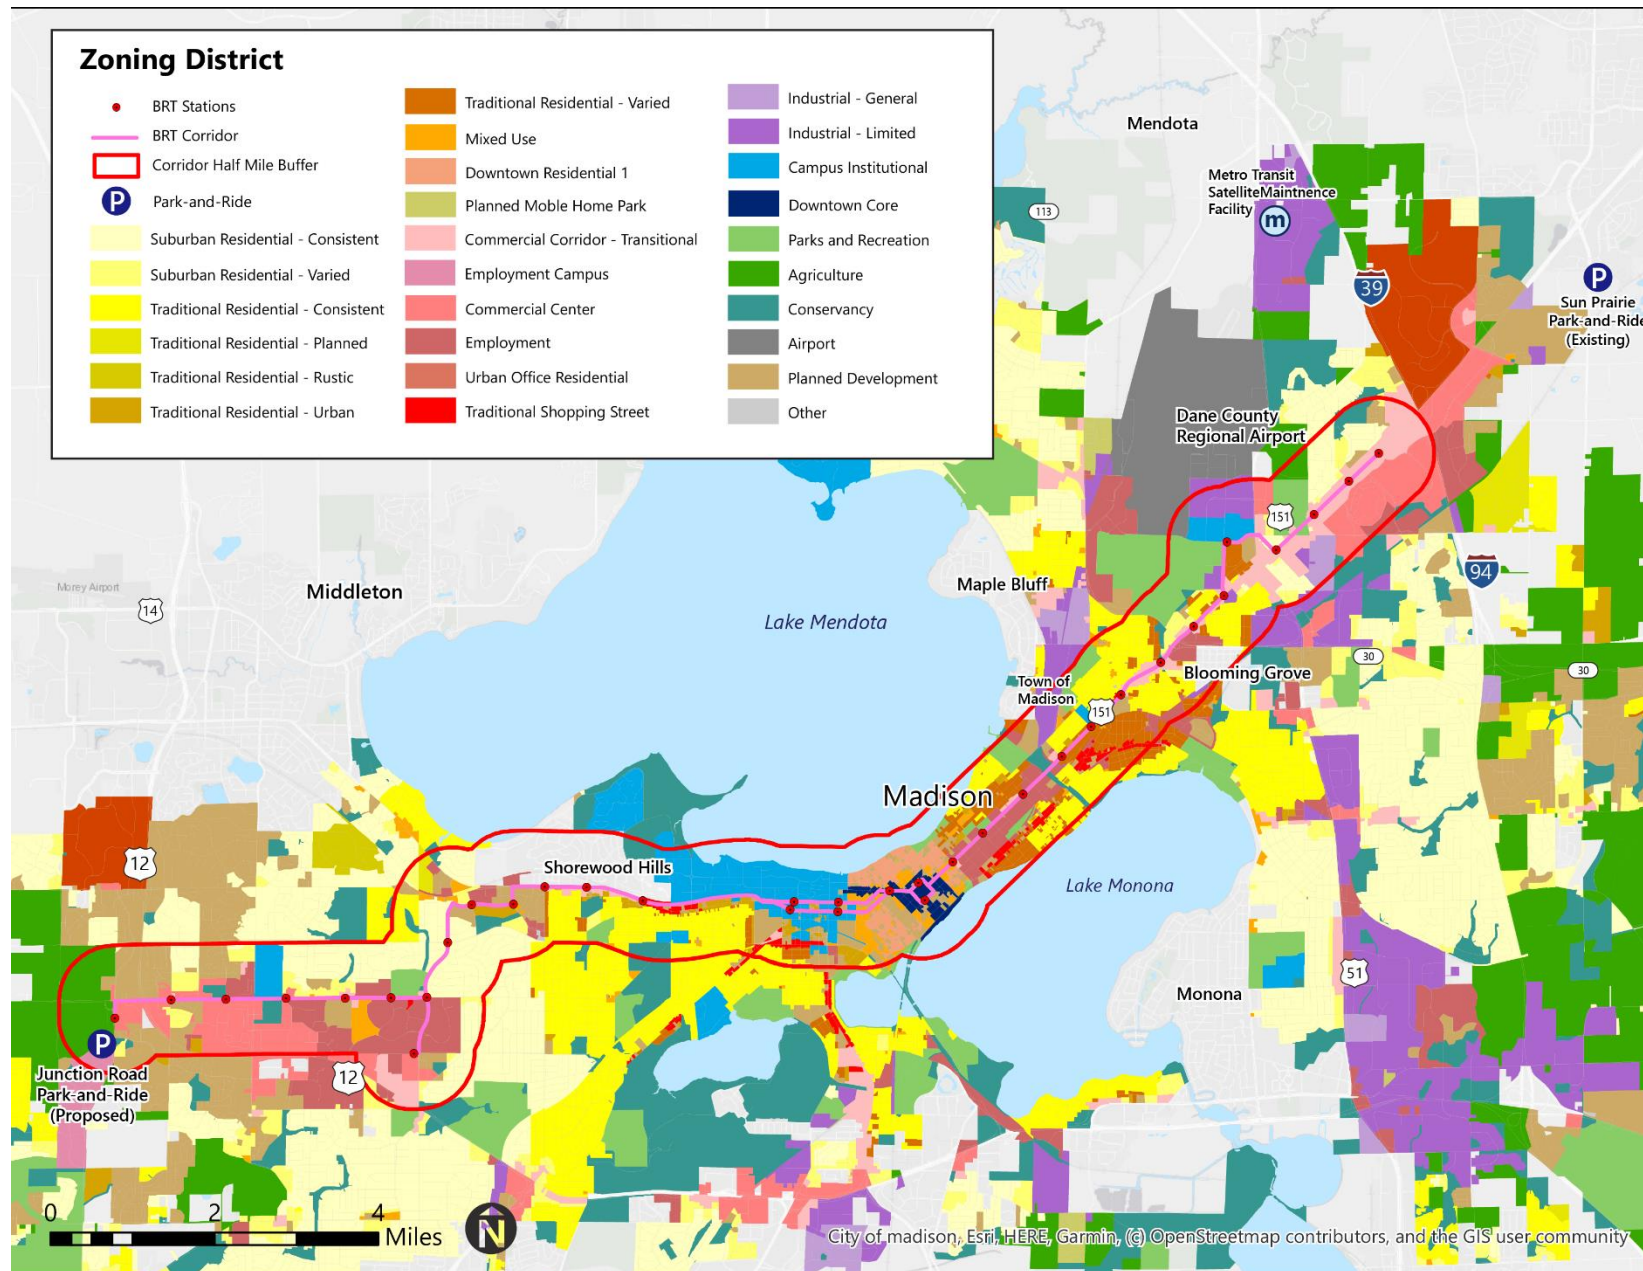 Zoning District
BRT Stations
BRT Corridor
Corridor Half Mile Buffer
P
Park-and-Ride
Suburban Residential - Consistent
Suburban Residential - Varied
Traditional Residential - Consistent
Traditional Residential - Planned
Traditional Residential - Rustic
Traditional Residential - Urban
Traditional Residential - Varied
Mixed Use
Downtown Residential 1
Planned Moble Home Park
Commercial Corridor - Transitional
Employment Campus
Commercial Center
Employment
Urban Office Residential
Traditional Shopping Street
Industrial - General
Industrial - Limited
Campus Institutional
Downtown Core
Parks and Recreation
Agriculture
Conservancy
Airport
Planned Development
Other
Mendota
Metro Transit
SatelliteMaintnence
Facility
m
113
39
P
Sun Prairie
Park-and-Ride
(Existing)
Dane County
Regional Airport
151
94
Morey Airport
14
Middleton
Maple Bluff
Lake Mendota
30
30
Blooming Grove
Town of
Madison
151
Madison
12
Shorewood Hills
Lake Monona
51
Monona
P
Junction Road
Park-and-Ride
(Proposed)
12
0 2 4
Miles
N
City of madison, Esri, HERE, Garmin, (c) OpenStreetmap contributors, and the GIS user community